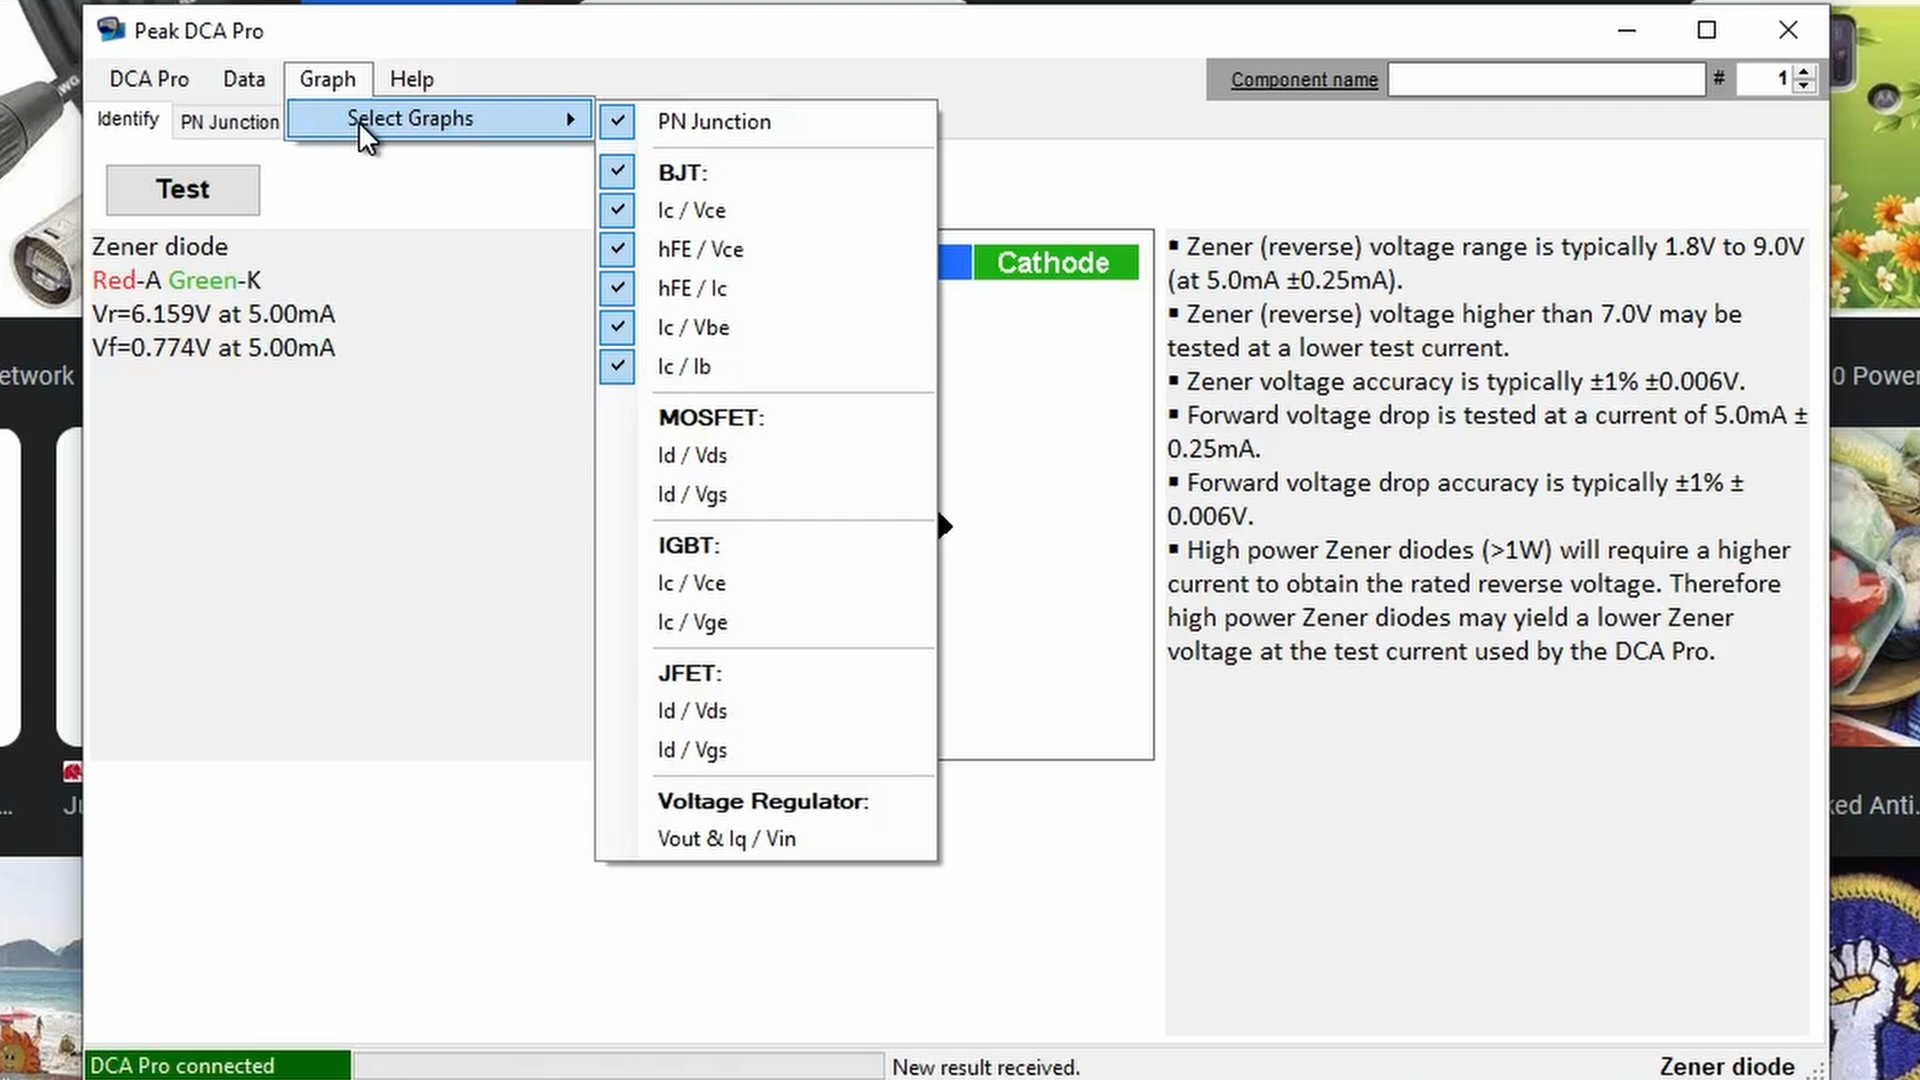 Peak DCA Pro
DCA Pro Data Graph Help
Component name # 1
Identify PN Junction
Select Graphs
PN Junction
BJT:
Ic / Vce
hFE / Vce
hFE / Ic
Ic / Vbe
Ic / Ib
MOSFET:
Id / Vds
Id / Vgs
IGBT:
Ic / Vce
Ic / Vge
JFET:
Id / Vds
Id / Vgs
Voltage Regulator:
Vout & Iq / Vin
Test
Zener diode
Red-A Green-K
Vr=6.159V at 5.00mA
Vf=0.774V at 5.00mA
Cathode
▪ Zener (reverse) voltage range is typically 1.8V to 9.0V
(at 5.0mA ±0.25mA).
▪ Zener (reverse) voltage higher than 7.0V may be
tested at a lower test current.
▪ Zener voltage accuracy is typically ±1% ±0.006V.
▪ Forward voltage drop is tested at a current of 5.0mA ±
0.25mA.
▪ Forward voltage drop accuracy is typically ±1% ±
0.006V.
▪ High power Zener diodes (>1W) will require a higher
current to obtain the rated reverse voltage. Therefore
high power Zener diodes may yield a lower Zener
voltage at the test current used by the DCA Pro.
DCA Pro connected
New result received.
Zener diode
etwork
0 Power
ked Anti...